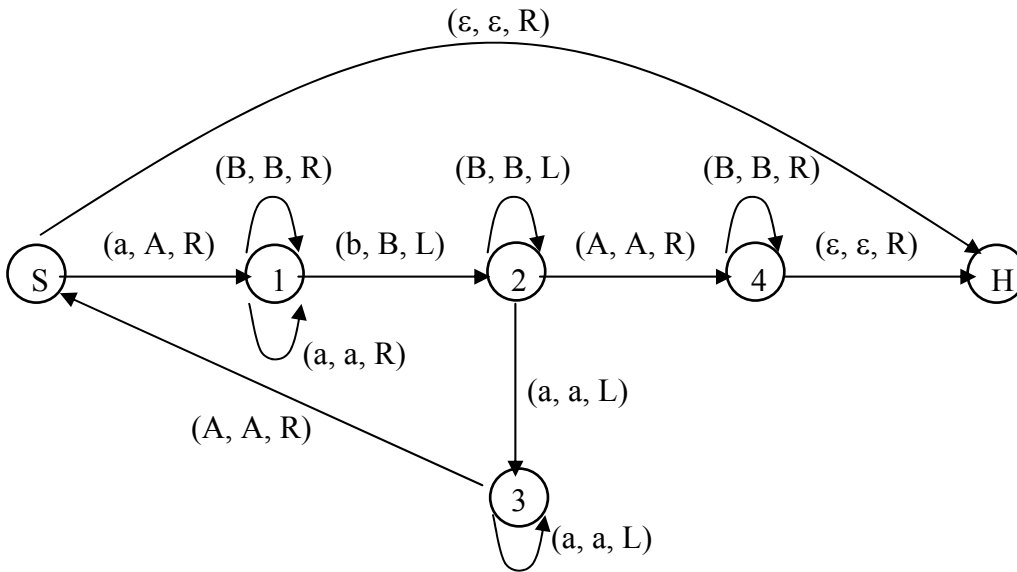 (ε, ε, R)
(B, B, R)
(B, B, L)
(B, B, R)
(a, A, R)
(b, B, L)
(A, A, R)
(ε, ε, R)
S
1
2
4
H
(a, a, R)
(a, a, L)
(A, A, R)
3
(a, a, L)